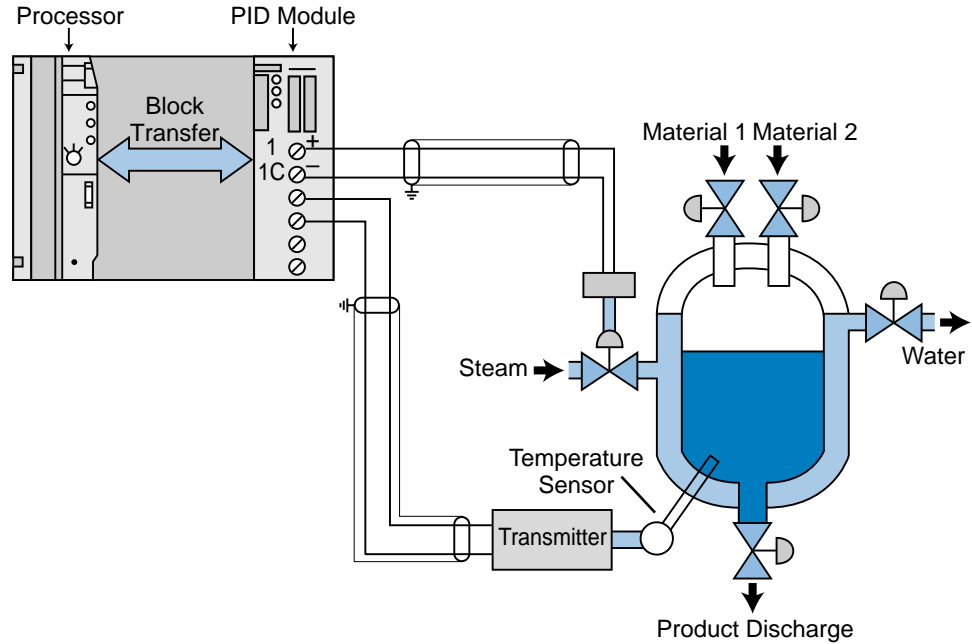 Processor
PID Module
Block
Transfer
1
+
1C
–
Material 1 Material 2
Steam
Water
Temperature
Sensor
Transmitter
Product Discharge